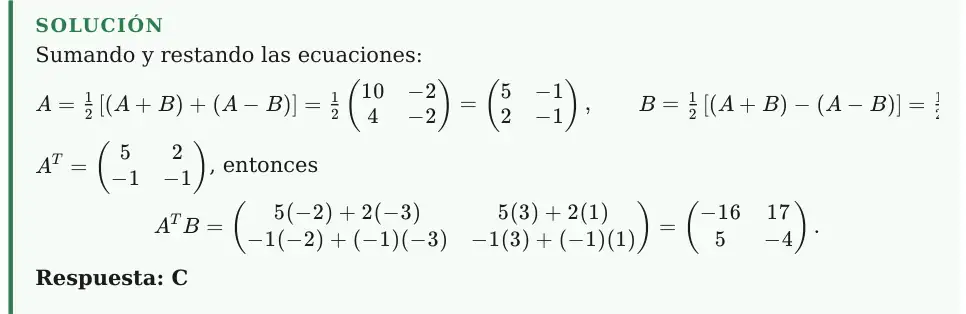 SOLUCIÓN
Sumando y restando las ecuaciones:
A = 1/2 [(A + B) + (A − B)] = 1/2 (10 −2; 4 −2) = (5 −1; 2 −1), B = 1/2 [(A + B) − (A − B)] =
A^T = (5 2; −1 −1), entonces
A^T B = (5(−2) + 2(−3) 5(3) + 2(1); −1(−2) + (−1)(−3) −1(3) + (−1)(1)) = (−16 17; 5 −4).
Respuesta: C